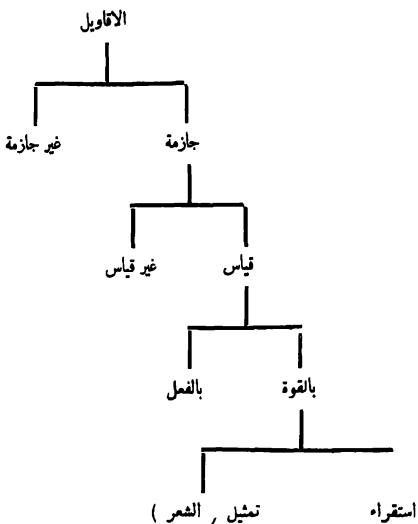 الاقاويل
جازمة غير جازمة
قياس غير قياس
بالقوة بالفعل
استقراء تمثيل ( الشعر )